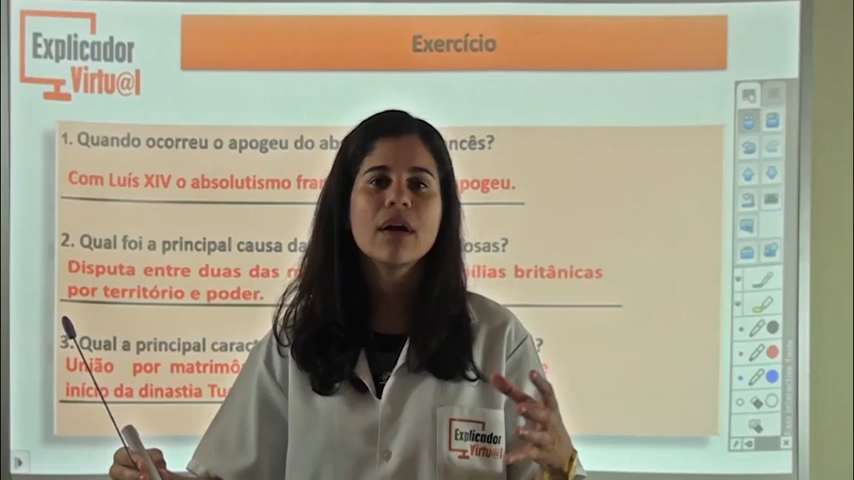 Explicador
Virtu@l
Exercício
1. Quando ocorreu o apogeu do abs ncês?
Com Luís XIV o absolutismo fran apogeu.
2. Qual foi a principal causa da osas?
Disputa entre duas das ílias britânicas
por território e poder.
3. Qual a principal caract ?
União por matrimô
início da dinastia Tu
Explicador
Virtu@l